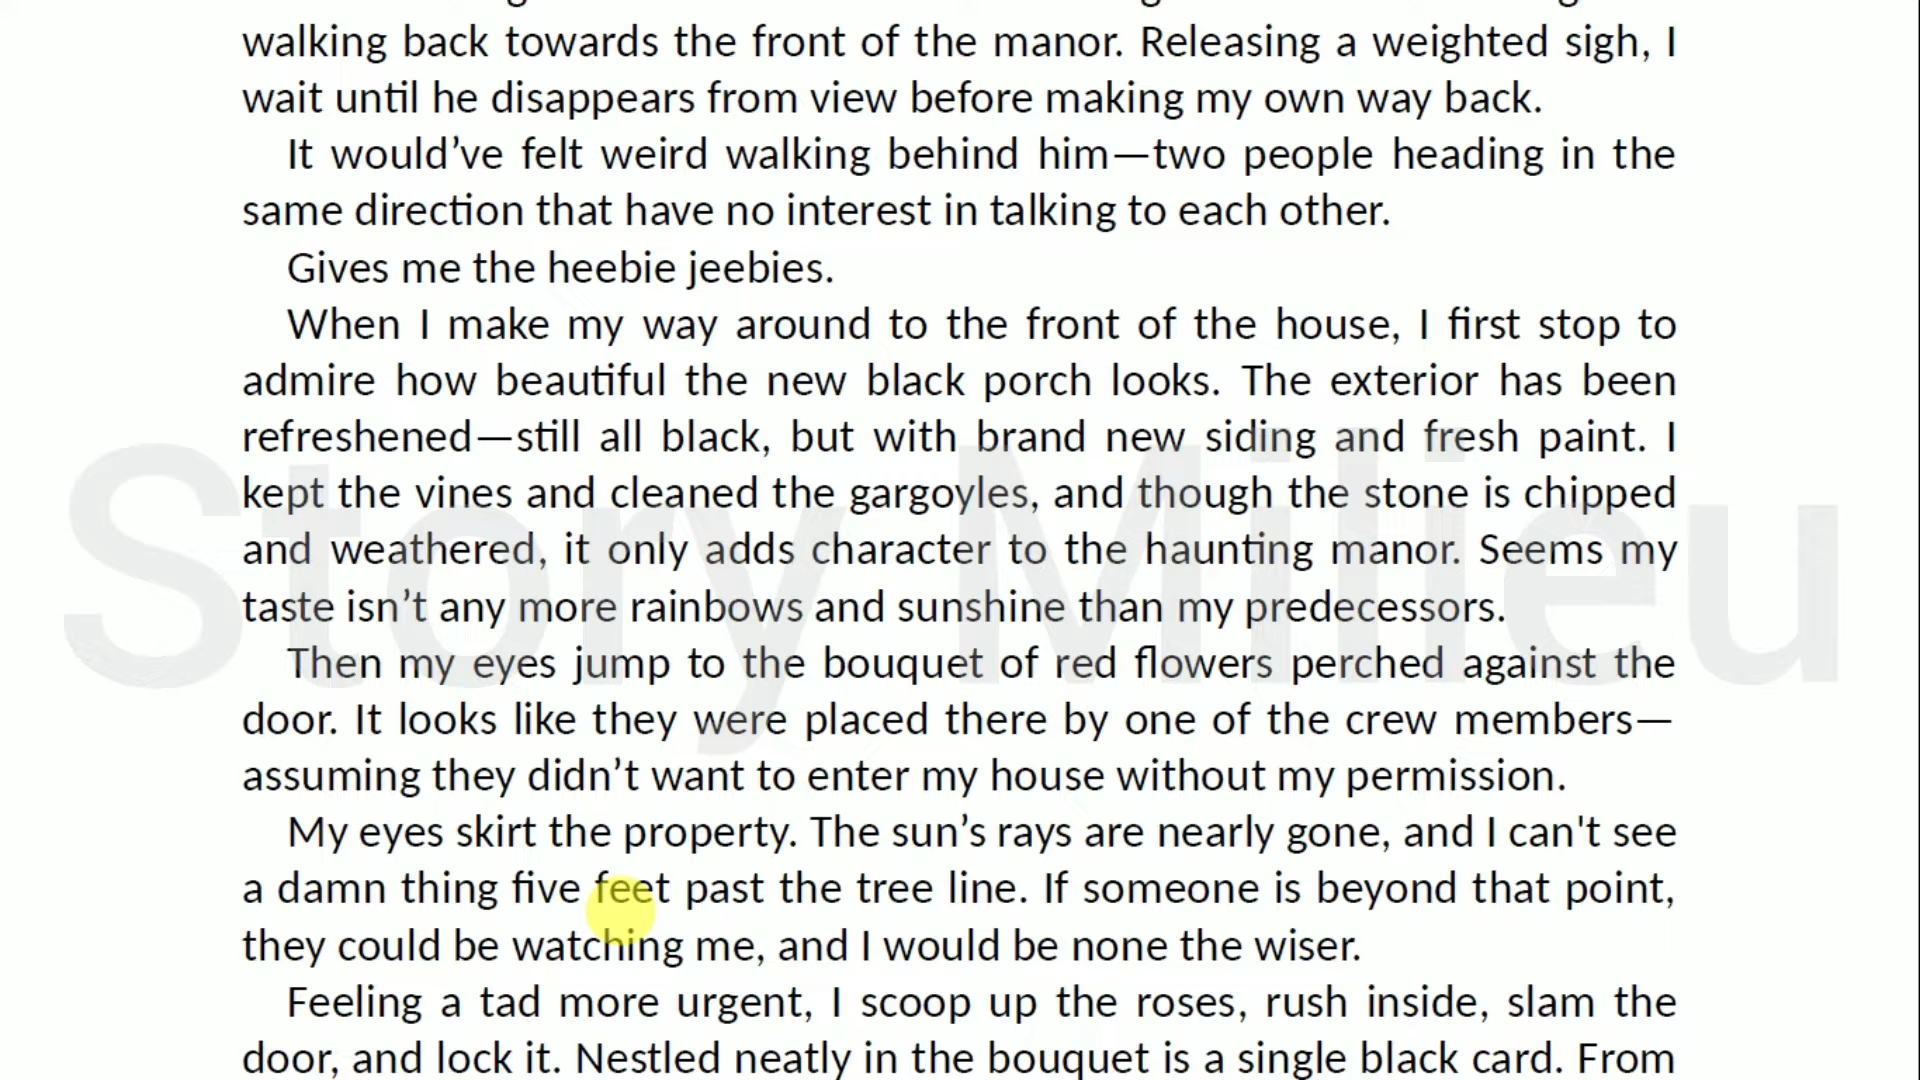 walking back towards the front of the manor. Releasing a weighted sigh, I
wait until he disappears from view before making my own way back.
It would’ve felt weird walking behind him—two people heading in the
same direction that have no interest in talking to each other.
Gives me the heebie jeebies.
When I make my way around to the front of the house, I first stop to
admire how beautiful the new black porch looks. The exterior has been
refreshened—still all black, but with brand new siding and fresh paint. I
kept the vines and cleaned the gargoyles, and though the stone is chipped
and weathered, it only adds character to the haunting manor. Seems my
taste isn’t any more rainbows and sunshine than my predecessors.
Then my eyes jump to the bouquet of red flowers perched against the
door. It looks like they were placed there by one of the crew members—
assuming they didn’t want to enter my house without my permission.
My eyes skirt the property. The sun’s rays are nearly gone, and I can't see
a damn thing five feet past the tree line. If someone is beyond that point,
they could be watching me, and I would be none the wiser.
Feeling a tad more urgent, I scoop up the roses, rush inside, slam the
door, and lock it. Nestled neatly in the bouquet is a single black card. From
Story Milieu